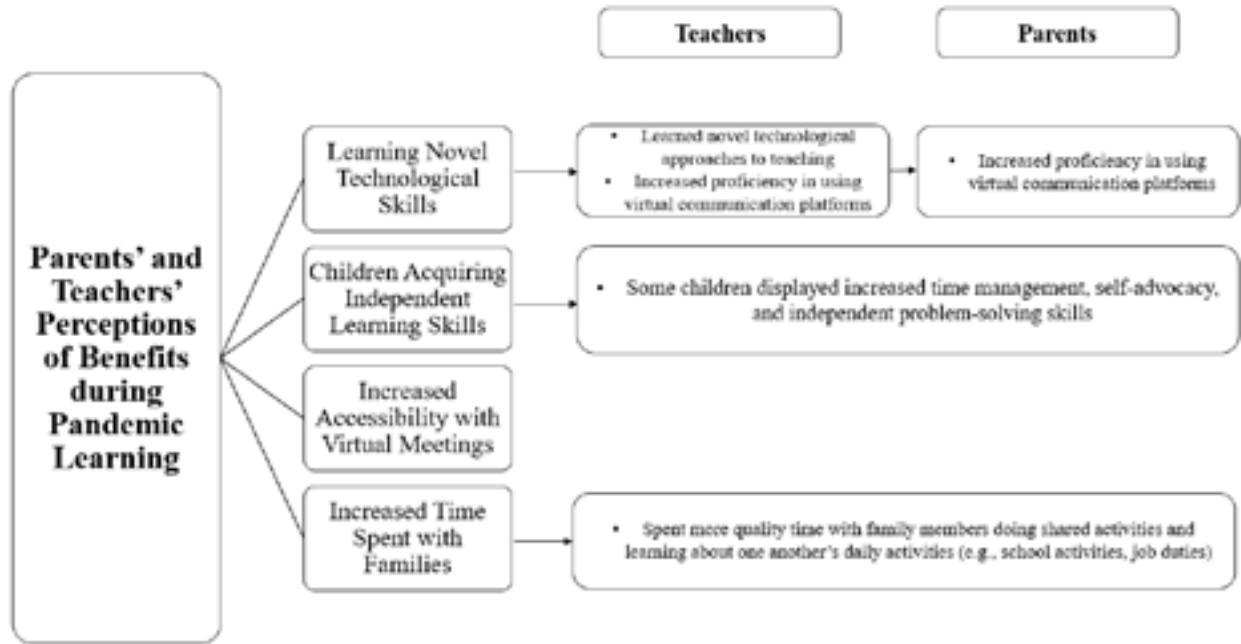 Teachers
Parents
Parents' and
Teachers'
Perceptions
of Benefits
during
Pandemic
Learning
Learning Novel
Technological
Skills
• Learned novel technological
approaches to teaching
• Increased proficiency in using
virtual communication platforms
• Increased proficiency in using
virtual communication platforms
Children Acquiring
Independent
Learning Skills
• Some children displayed increased time management, self-advocacy,
and independent problem-solving skills
Increased
Accessibility with
Virtual Meetings
Increased Time
Spent with
Families
• Spent more quality time with family members doing shared activities and
learning about one another's daily activities (e.g., school activities, job duties)